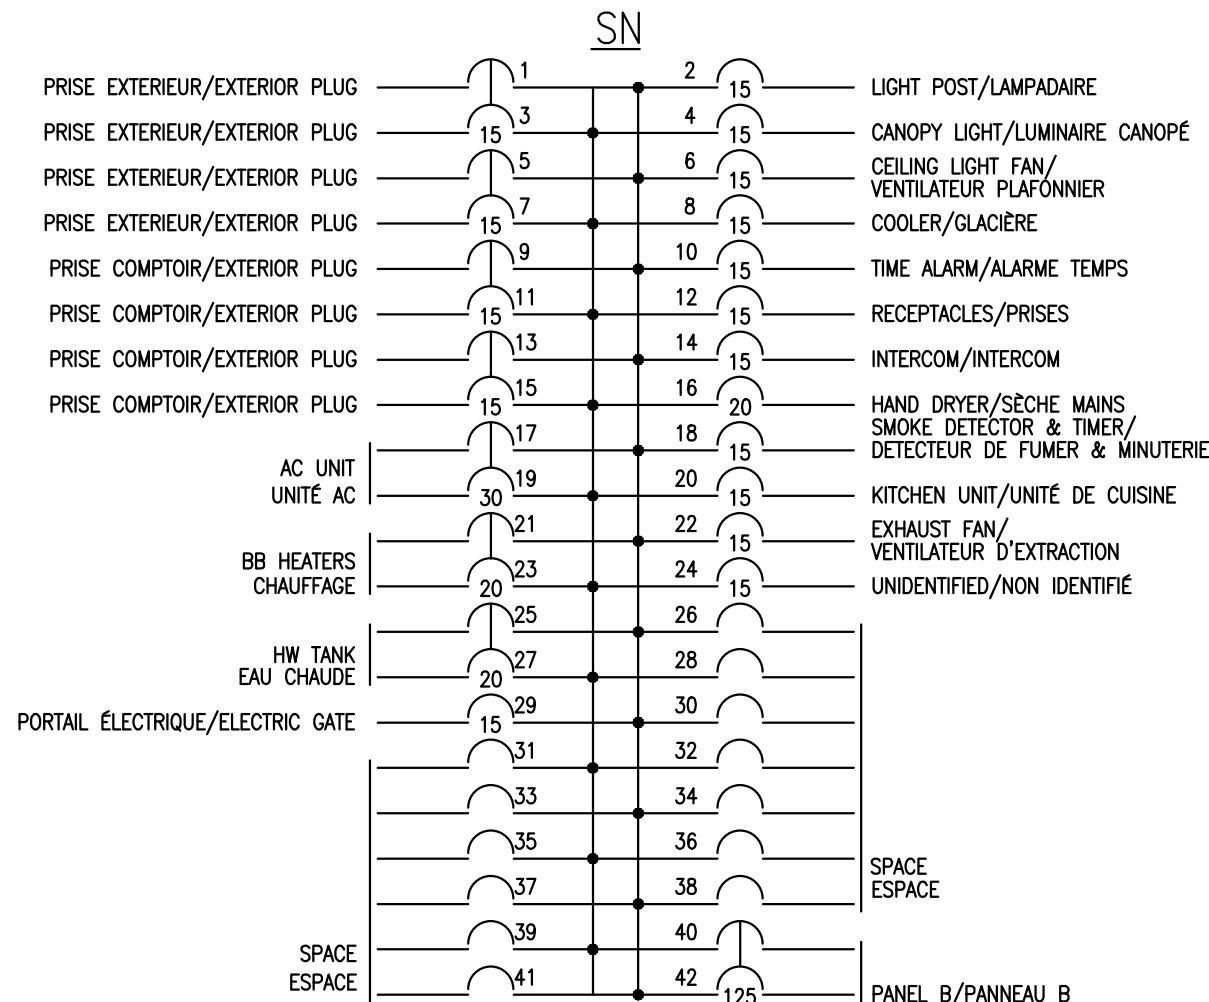 SN
PRISE EXTERIEUR/EXTERIOR PLUG 1 2 15 LIGHT POST/LAMPADAIRE
PRISE EXTERIEUR/EXTERIOR PLUG 15 3 4 15 CANOPY LIGHT/LUMINAIRE CANOPÉ
PRISE EXTERIEUR/EXTERIOR PLUG 5 6 15 CEILING LIGHT FAN/
VENTILATEUR PLAFONNIER
PRISE EXTERIEUR/EXTERIOR PLUG 15 7 8 15 COOLER/GLACIÈRE
PRISE COMPTOIR/EXTERIOR PLUG 9 10 15 TIME ALARM/ALARME TEMPS
PRISE COMPTOIR/EXTERIOR PLUG 15 11 12 15 RECEPTACLES/PRISES
PRISE COMPTOIR/EXTERIOR PLUG 13 14 15 INTERCOM/INTERCOM
PRISE COMPTOIR/EXTERIOR PLUG 15 15 16 20 HAND DRYER/SÈCHE MAINS
17 18 15 SMOKE DETECTOR & TIMER/
DETECTEUR DE FUMER & MINUTERIE
AC UNIT
UNITÉ AC 30 19 20 15 KITCHEN UNIT/UNITÉ DE CUISINE
21 22 15 EXHAUST FAN/
VENTILATEUR D'EXTRACTION
BB HEATERS
CHAUFFAGE 20 23 24 15 UNIDENTIFIED/NON IDENTIFIÉ
25 26
HW TANK
EAU CHAUDE 20 27 28
PORTAIL ÉLECTRIQUE/ELECTRIC GATE 15 29 30
31 32
33 34
35 36
SPACE
ESPACE
37 38
39 40
SPACE
ESPACE
41 42 125 PANEL B/PANNEAU B